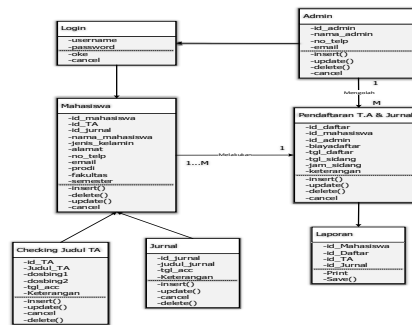 Login
-username
-password
-oke
-cancel
Admin
-id_admin
-nama_admin
-no_telp
-email
-insert()
-update()
-delete()
-cancel
1
Mengolah
M
Mahasiswa
-id_mahasiswa
-id_TA
-id_jurnal
-nama_mahasiswa
-jenis_kelamin
-alamat
-no_telp
-email
-prodi
-fakultas
-semester
-insert()
-delete()
-update()
-cancel
1...M
Melakukan
1
Pendaftaran T.A & Jurnal
-id_daftar
-id_mahasiswa
-id_admin
-biayadaftar
-tgl_daftar
-tgl_sidang
-jam_sidang
-keterangan
-insert()
-update()
-delete()
-cancel
Checking Judul TA
-id_TA
-Judul_TA
-dosbing1
-dosbing2
-tgl_acc
-Keterangan
-insert()
-update()
-cancel
-delete()
Jurnal
-id_jurnal
-judul_jurnal
-tgl_acc
-Keterangan
-insert()
-update()
-cancel
-delete()
Laporan
-id_Mahasiswa
-id_Daftar
-id_TA
-id_Jurnal
-Print
-Save()